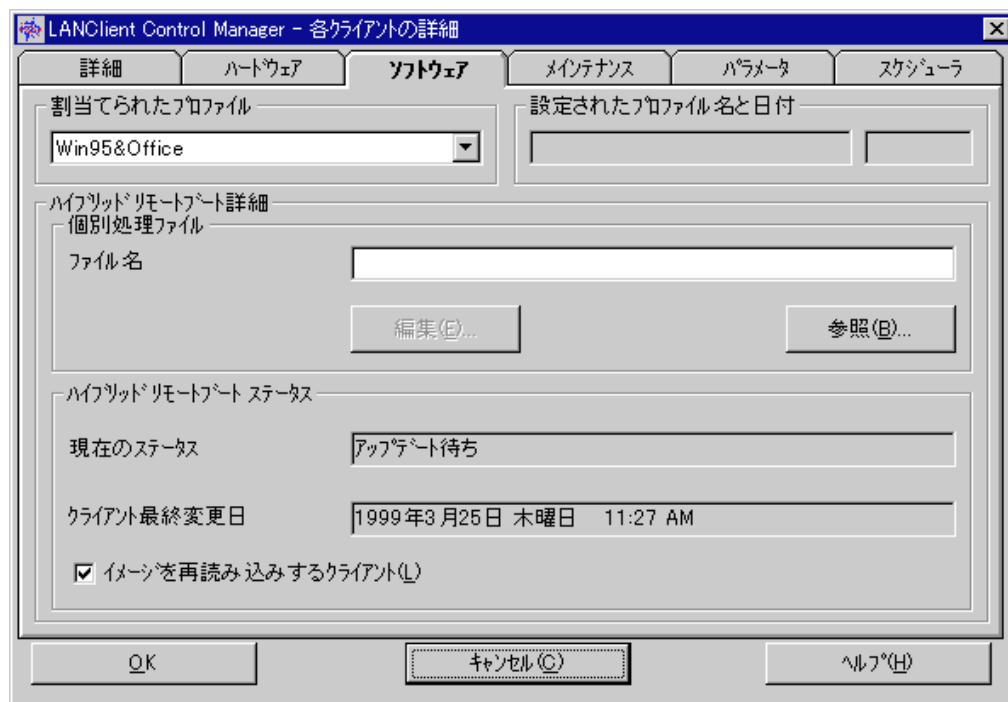 LANClient Control Manager - 各ｸﾗｲｱﾝﾄの詳細
詳細 ﾊｰﾄﾞｳｪｱ ｿﾌﾄｳｪｱ ﾒｲﾝﾃﾅﾝｽ ﾊﾟﾗﾒｰﾀ ｽｹｼﾞｭｰﾗ
割当てられたﾌﾟﾛﾌｧｲﾙ 設定されたﾌﾟﾛﾌｧｲﾙ名と日付
Win95&Office
ﾊｲﾌﾞﾘｯﾄﾞﾘﾓｰﾄﾌﾞｰﾄ詳細
個別処理ﾌｧｲﾙ
ﾌｧｲﾙ名
編集(E)... 参照(B)...
ﾊｲﾌﾞﾘｯﾄﾞﾘﾓｰﾄﾌﾞｰﾄ ｽﾃｰﾀｽ
現在のｽﾃｰﾀｽ ｱｯﾌﾟﾃﾞｰﾄ待ち
ｸﾗｲｱﾝﾄ最終変更日 1999年3月25日 木曜日 11:27 AM
ｲﾒｰｼﾞを再読み込みするｸﾗｲｱﾝﾄ(L)
OK ｷｬﾝｾﾙ(C) ﾍﾙﾌﾟ(H)